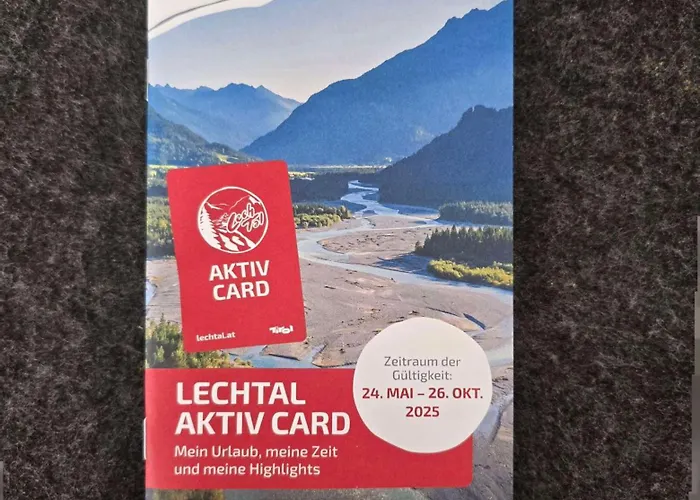 Lech
Tal
AKTIV
CARD
lechtal.at
Tirol
Zeitraum der
Gültigkeit:
24. MAI – 26. OKT.
2025
LECHTAL
AKTIV CARD
Mein Urlaub, meine Zeit
und meine Highlights